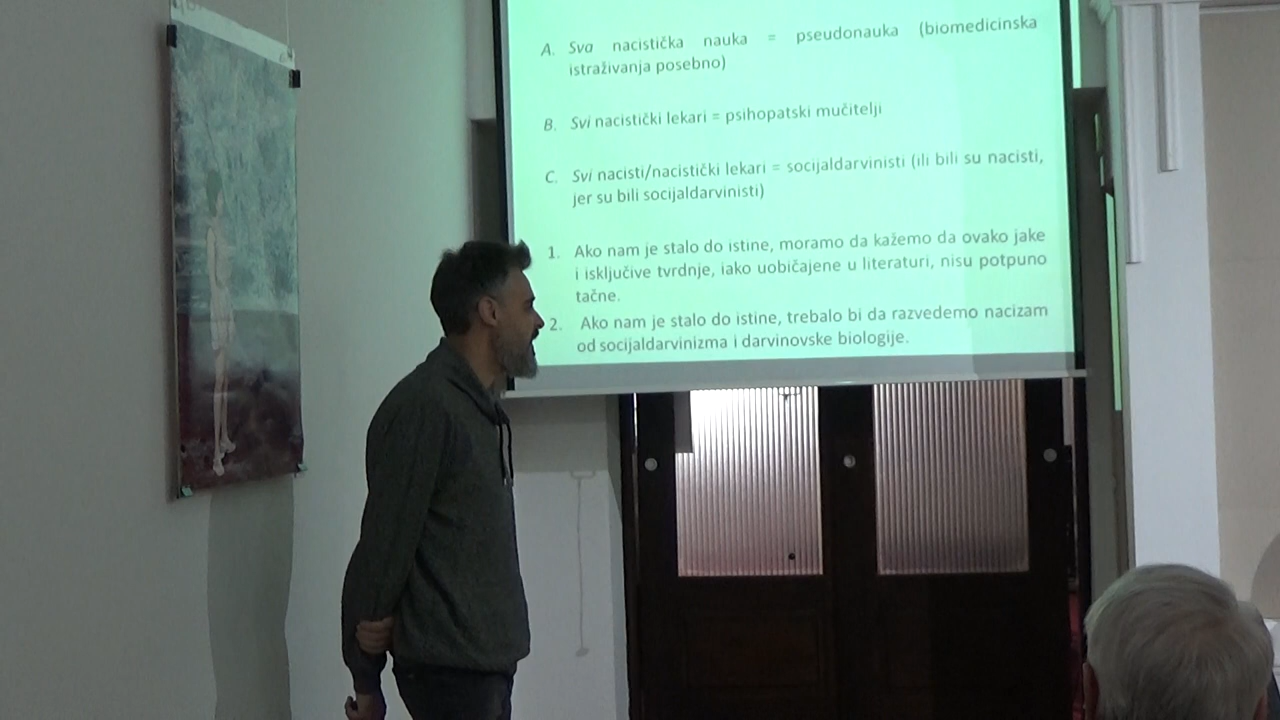 A. Sva nacistička nauka = pseudonauka (biomedicinska
istraživanja posebno)
B. Svi nacistički lekari = psihopatski mučitelji
C. Svi nacisti/nacistički lekari = socijaldarvinisti (ili bili su nacisti,
jer su bili socijaldarvinisti)
1. Ako nam je stalo do istine, moramo da kažemo da ovako jake
i isključive tvrdnje, iako uobičajene u literaturi, nisu potpuno
tačne.
2. Ako nam je stalo do istine, trebalo bi da razvedemo nacizam
od socijaldarvinizma i darvinovske biologije.